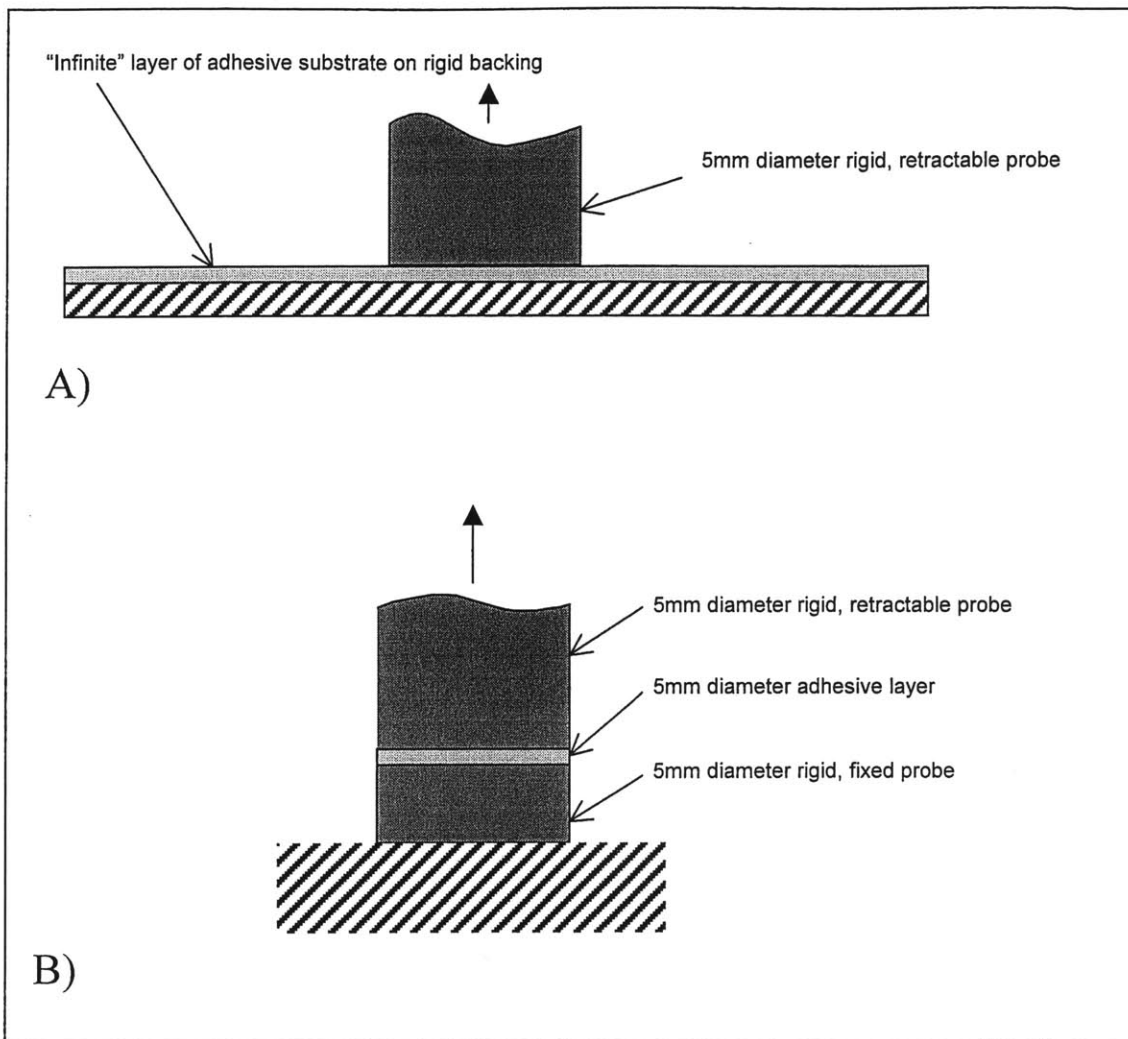 “Infinite” layer of adhesive substrate on rigid backing
5mm diameter rigid, retractable probe
A)
5mm diameter rigid, retractable probe
5mm diameter adhesive layer
5mm diameter rigid, fixed probe
B)